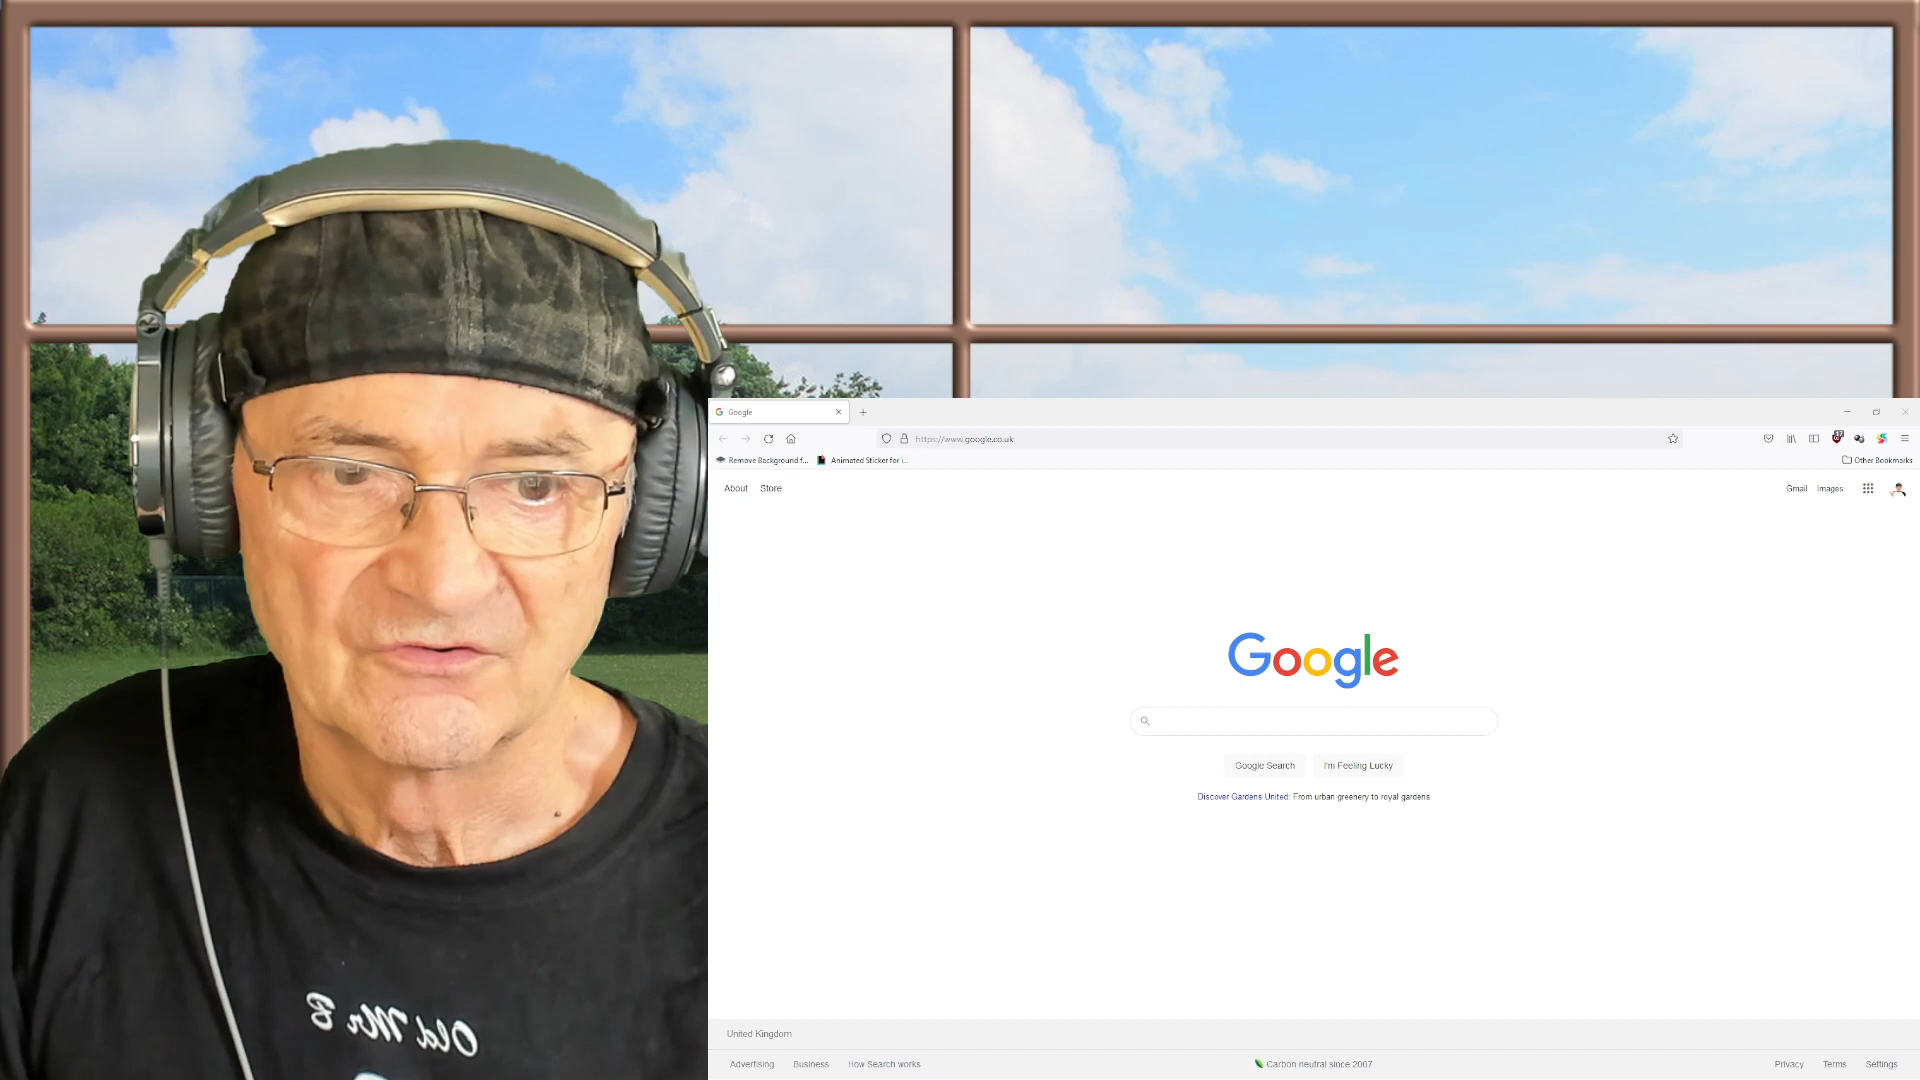 Google
https://www.google.co.uk
Remove Background f... Animated Sticker for i...
Other Bookmarks
About Store
Gmail Images
Google
Google Search I'm Feeling Lucky
Discover Gardens United: From urban greenery to royal gardens
Old Mr B
United Kingdom
Advertising Business How Search works
Carbon neutral since 2007
Privacy Terms Settings